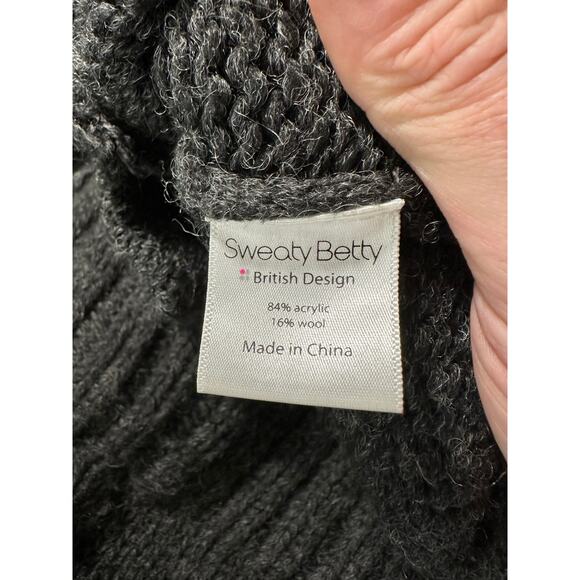 Sweaty Betty
British Design
84% acrylic
16% wool
Made in China